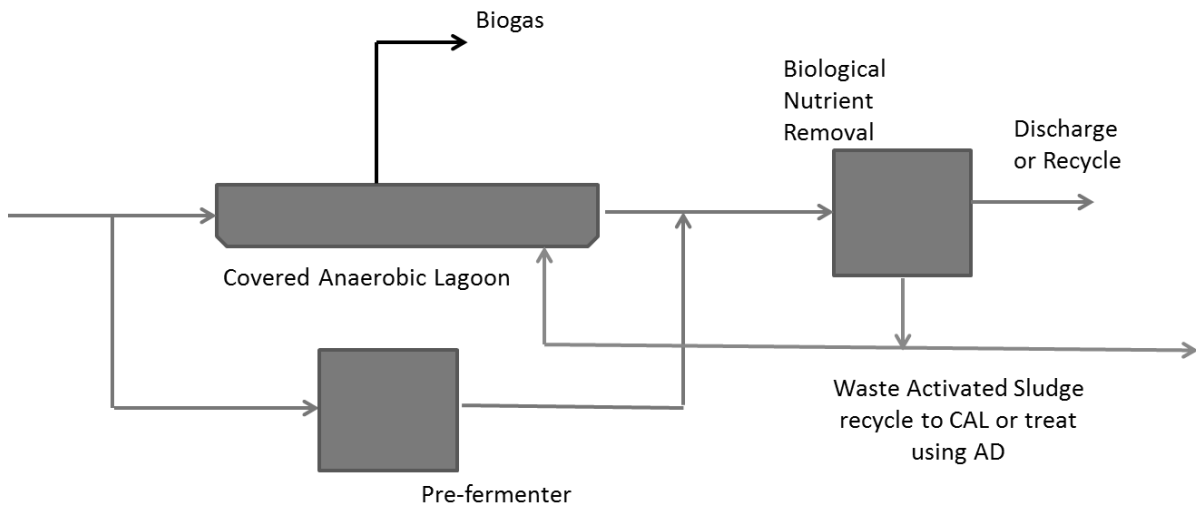 Biogas
Biological
Nutrient
Removal
Discharge
or Recycle
Covered Anaerobic Lagoon
Waste Activated Sludge
recycle to CAL or treat
using AD
Pre-fermenter